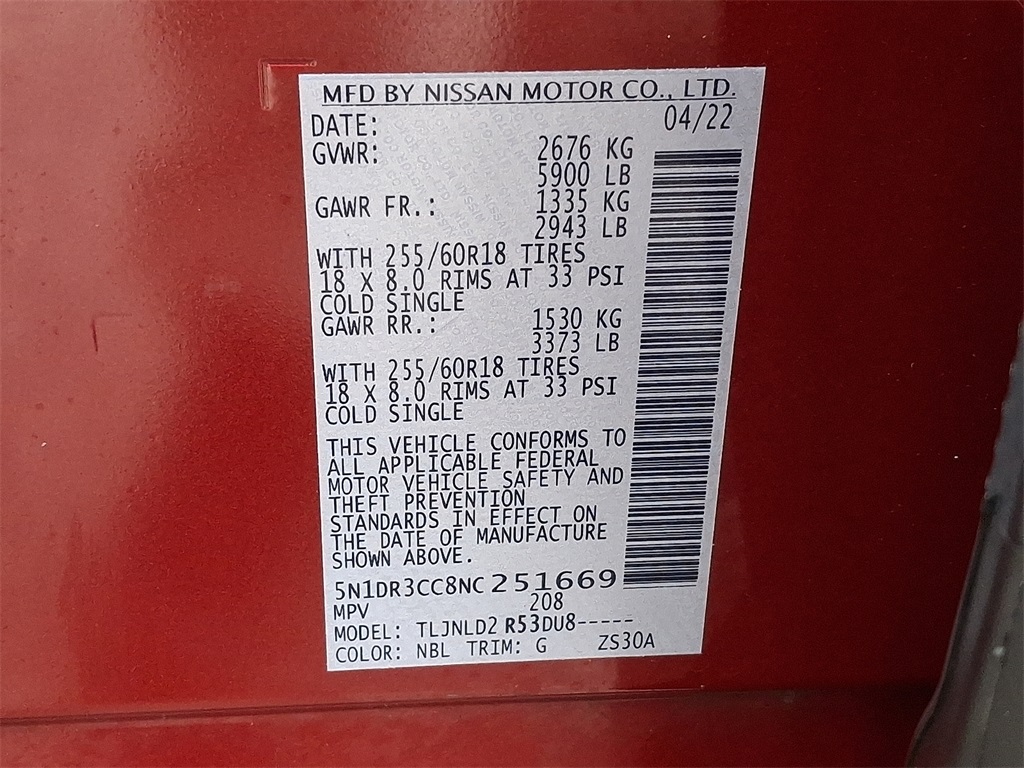 MFD BY NISSAN MOTOR CO., LTD.
DATE: 04/22
GVWR: 2676 KG
5900 LB
GAWR FR.: 1335 KG
2943 LB
WITH 255/60R18 TIRES
18 X 8.0 RIMS AT 33 PSI
COLD SINGLE
GAWR RR.: 1530 KG
3373 LB
WITH 255/60R18 TIRES
18 X 8.0 RIMS AT 33 PSI
COLD SINGLE
THIS VEHICLE CONFORMS TO
ALL APPLICABLE FEDERAL
MOTOR VEHICLE SAFETY AND
THEFT PREVENTION
STANDARDS IN EFFECT ON
THE DATE OF MANUFACTURE
SHOWN ABOVE.
5N1DR3CC8NC251669
MPV 208
MODEL: TLJNLD2 R53DU8-----
COLOR: NBL TRIM: G ZS30A